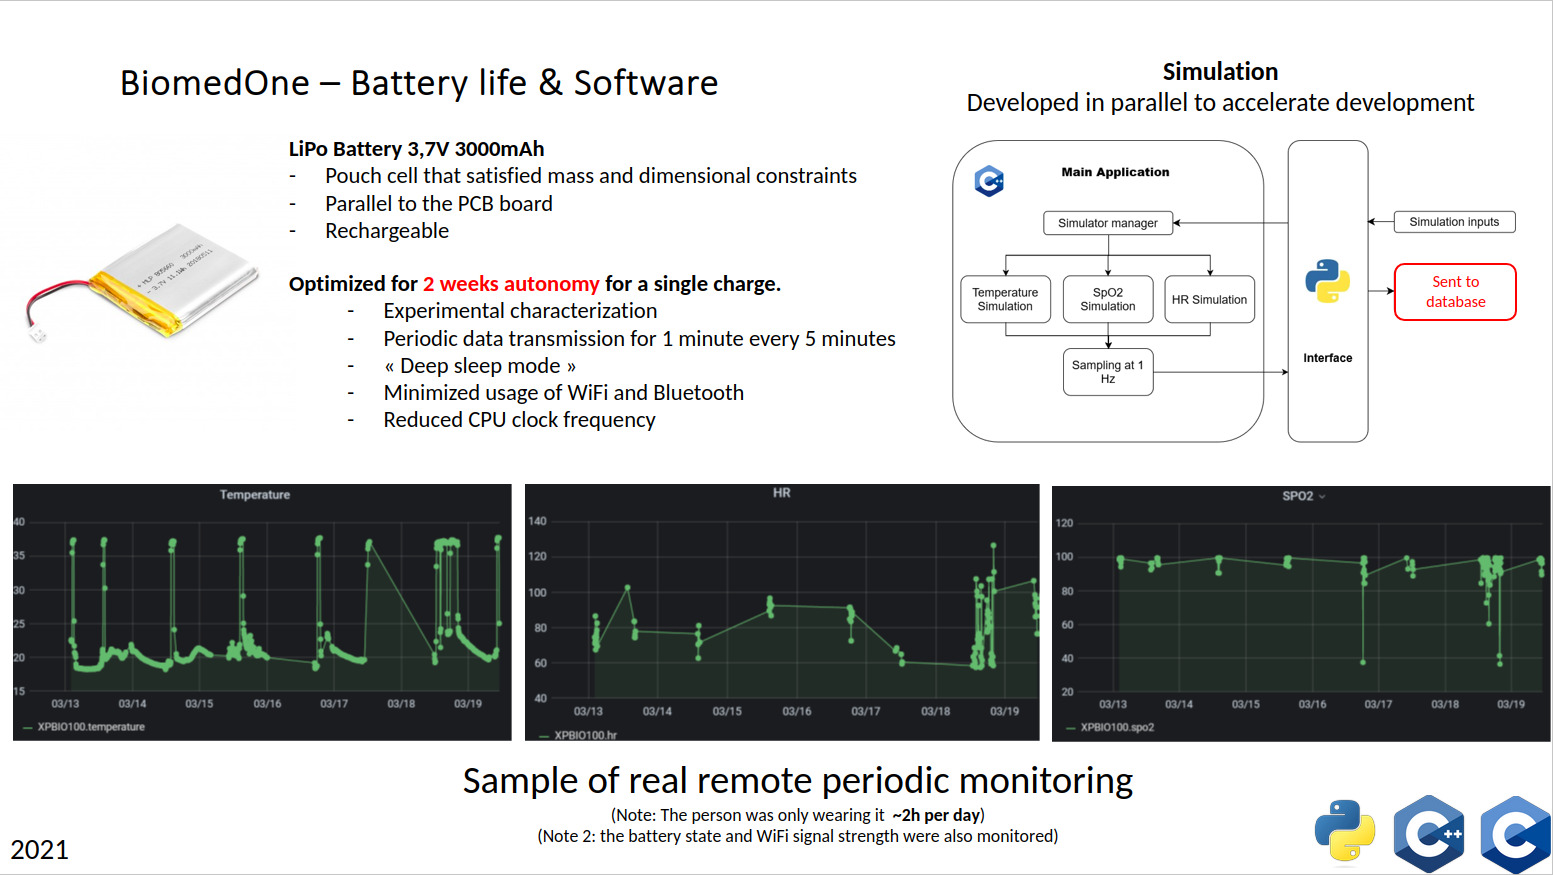 BiomedOne – Battery life & Software
LiPo Battery 3,7V 3000mAh
- Pouch cell that satisfied mass and dimensional constraints
- Parallel to the PCB board
- Rechargeable
Optimized for 2 weeks autonomy for a single charge.
- Experimental characterization
- Periodic data transmission for 1 minute every 5 minutes
- « Deep sleep mode »
- Minimized usage of WiFi and Bluetooth
- Reduced CPU clock frequency
3000mAh
Simulation
Developed in parallel to accelerate development
C++
Main Application
Simulator manager
Temperature
Simulation
SpO2
Simulation
HR Simulation
Sampling at 1
Hz
Interface
Simulation inputs
Sent to
database
Temperature
40
35
30
25
20
15
03/13 03/14 03/15 03/16 03/17 03/18 03/19
XPBIO100.temperature
HR
140
120
100
80
60
40
03/13 03/14 03/15 03/16 03/17 03/18 03/19
XPBIO100.hr
SPO2
120
100
80
60
40
20
03/13 03/14 03/15 03/16 03/17 03/18 03/19
XPBIO100.spo2
Sample of real remote periodic monitoring
(Note: The person was only wearing it ~2h per day)
(Note 2: the battery state and WiFi signal strength were also monitored)
2021
C++
C